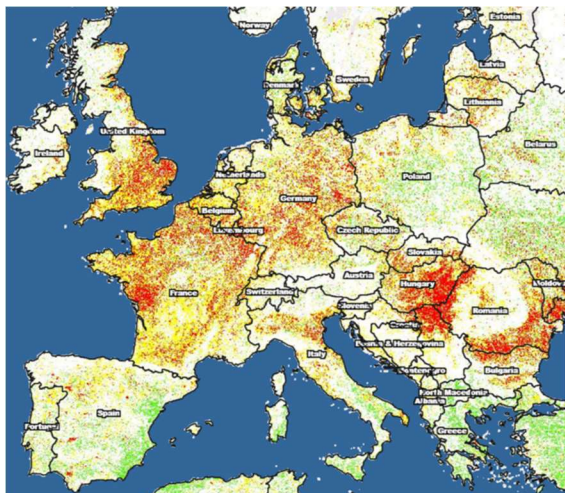 Norway
Estonia
Sweden
Latvia
Denmark
Lithuania
United Kingdom
Ireland
Belarus
Netherlands
Poland
Germany
Belgium
Luxembourg
Czech Republic
Slovakia
Austria
Hungary
Moldova
France
Switzerland
Slovenia
Romania
Croatia
Bosnia & Herzegovina
Italy
Montenegro
Bulgaria
North Macedonia
Albania
Portugal
Spain
Greece